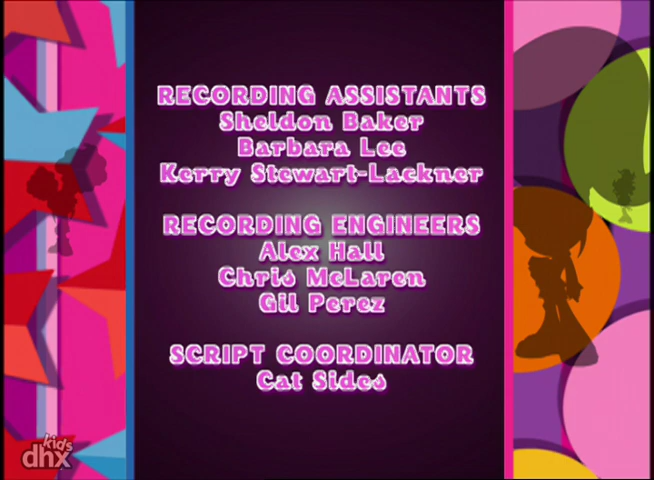 RECORDING ASSISTANTS
Sheldon Baker
Barbara Lee
Kerry Stewart-Lackner
RECORDING ENGINEERS
Alex Hall
Chris McLaren
Gil Perez
SCRIPT COORDINATOR
Cat Sides
kids
dhx